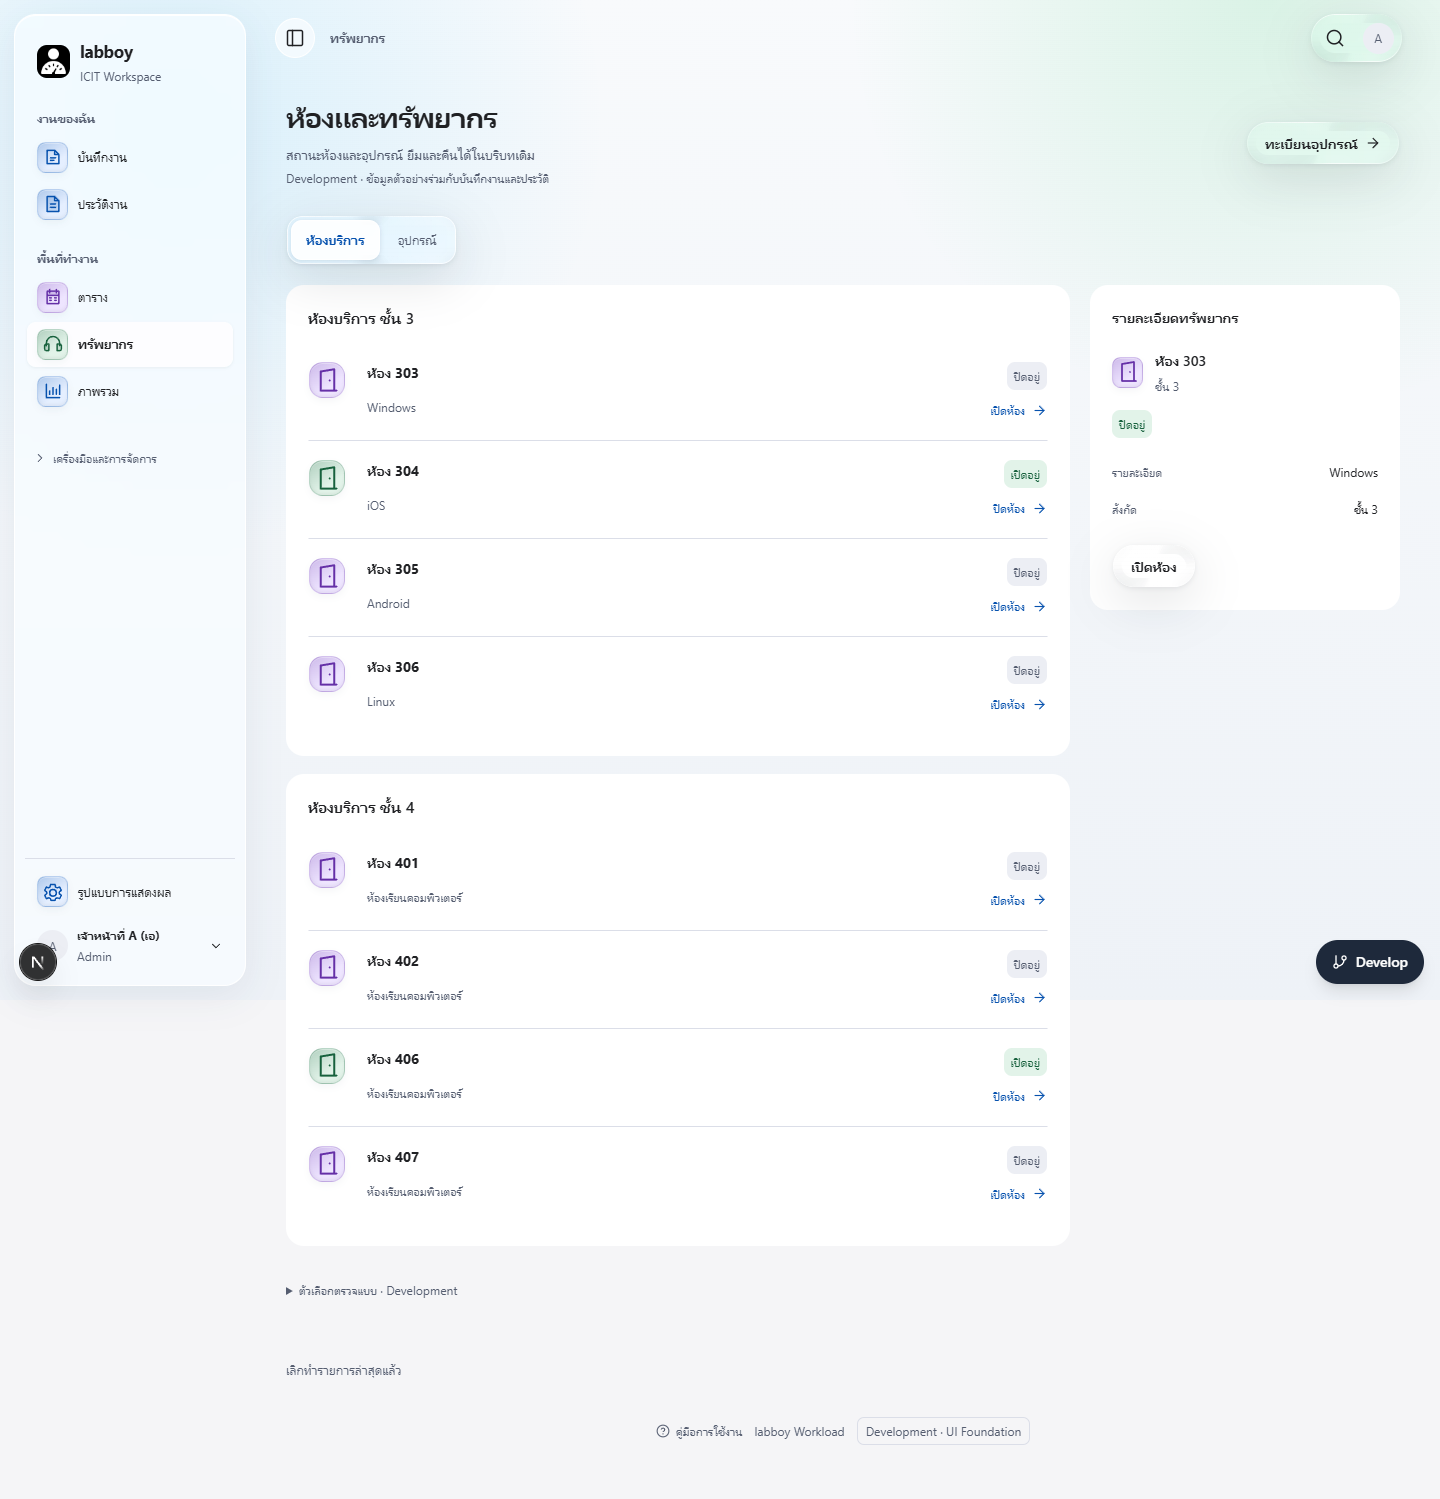 labboy
ICIT Workspace
งานของฉัน
บันทึกงาน
ประวัติงาน
พื้นที่ทำงาน
ตาราง
ทรัพยากร
ภาพรวม
เครื่องมือและการจัดการ
รูปแบบการแสดงผล
A
เจ้าหน้าที่ A (เอ)
Admin
N
ทรัพยากร
A
ห้องและทรัพยากร
สถานะห้องและอุปกรณ์ ยืมและคืนได้ในบริบทเดิม
Development · ข้อมูลตัวอย่างร่วมกับบันทึกงานและประวัติ
ทะเบียนอุปกรณ์
ห้องบริการ
อุปกรณ์
ห้องบริการ ชั้น 3
ห้อง 303
ปิดอยู่
Windows
เปิดห้อง
ห้อง 304
เปิดอยู่
iOS
ปิดห้อง
ห้อง 305
ปิดอยู่
Android
เปิดห้อง
ห้อง 306
ปิดอยู่
Linux
เปิดห้อง
รายละเอียดทรัพยากร
ห้อง 303
ชั้น 3
ปิดอยู่
รายละเอียด Windows
สังกัด ชั้น 3
เปิดห้อง
ห้องบริการ ชั้น 4
ห้อง 401
ปิดอยู่
ห้องเรียนคอมพิวเตอร์
เปิดห้อง
ห้อง 402
ปิดอยู่
ห้องเรียนคอมพิวเตอร์
เปิดห้อง
ห้อง 406
เปิดอยู่
ห้องเรียนคอมพิวเตอร์
ปิดห้อง
ห้อง 407
ปิดอยู่
ห้องเรียนคอมพิวเตอร์
เปิดห้อง
Develop
ตัวเลือกตรวจแบบ · Development
เลิกทำรายการล่าสุดแล้ว
คู่มือการใช้งาน labboy Workload Development · UI Foundation